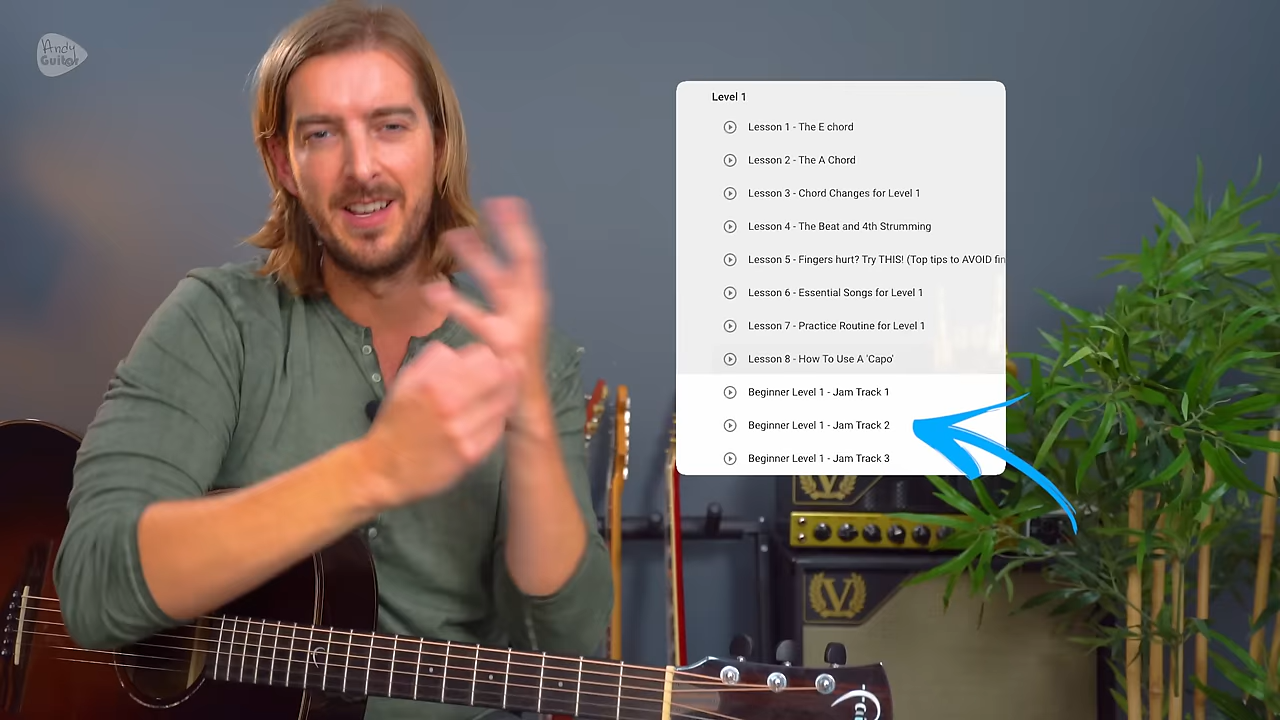 Andy
Guitar
Level 1
Lesson 1 - The E chord
Lesson 2 - The A Chord
Lesson 3 - Chord Changes for Level 1
Lesson 4 - The Beat and 4th Strumming
Lesson 5 - Fingers hurt? Try THIS! (Top tips to AVOID fin
Lesson 6 - Essential Songs for Level 1
Lesson 7 - Practice Routine for Level 1
Lesson 8 - How To Use A 'Capo'
Beginner Level 1 - Jam Track 1
Beginner Level 1 - Jam Track 2
Beginner Level 1 - Jam Track 3
V
V